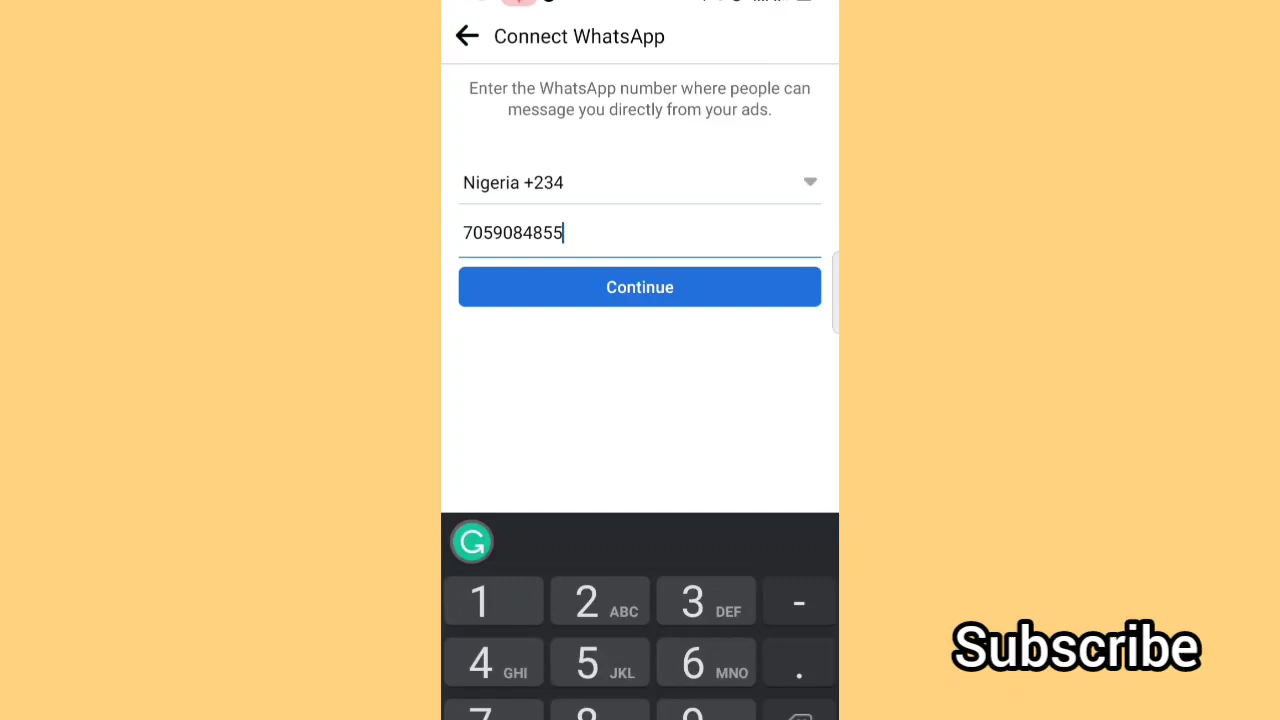 Connect WhatsApp
Enter the WhatsApp number where people can
message you directly from your ads.
Nigeria +234
7059084855
Continue
G
1 2 ABC 3 DEF -
4 GHI 5 JKL 6 MNO .
Subscribe